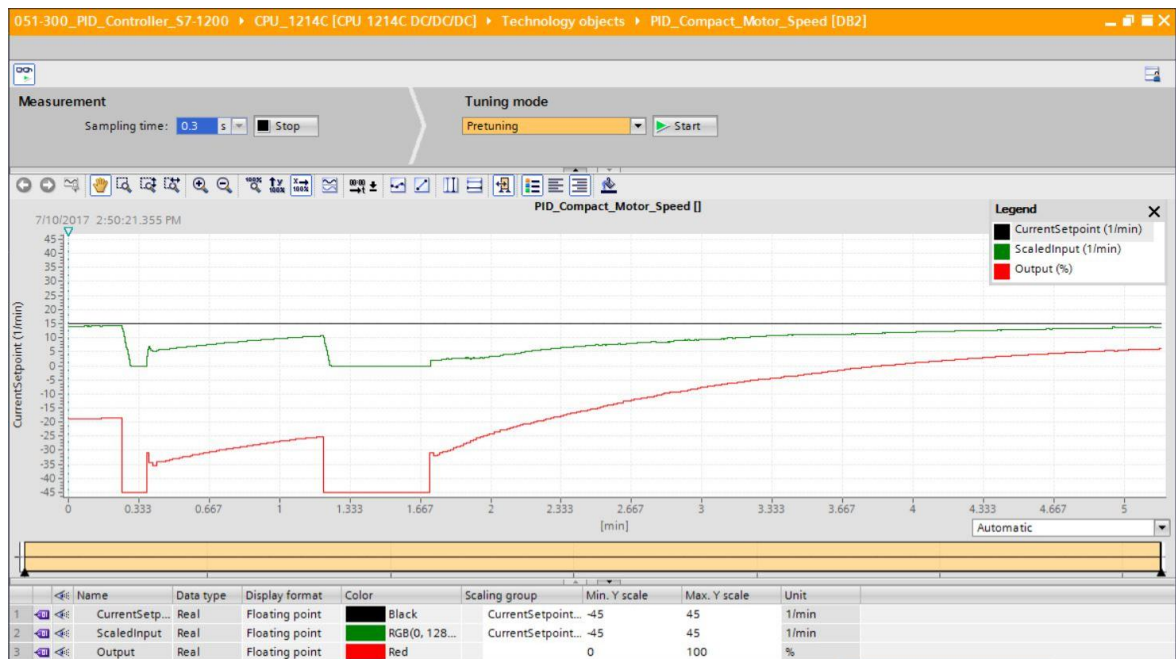 051-300_PID_Controller_S7-1200 ▸ CPU_1214C [CPU 1214C DC/DC/DC] ▸ Technology objects ▸ PID_Compact_Motor_Speed [DB2]
Measurement
Tuning mode
Sampling time: 0.3 s Stop
Pretuning Start
PID_Compact_Motor_Speed []
7/10/2017 2:50:21.355 PM
Legend
CurrentSetpoint (1/min)
ScaledInput (1/min)
Output (%)
CurrentSetpoint (1/min)
45
40
35
30
25
20
15
10
5
0
-5
-10
-15
-20
-25
-30
-35
-40
-45
0 0.333 0.667 1 1.333 1.667 2 2.333 2.667 3 3.333 3.667 4 4.333 4.667 5
[min]
Automatic
Name Data type Display format Color Scaling group Min. Y scale Max. Y scale Unit
1 CurrentSetp... Real Floating point Black CurrentSetpoint... -45 45 1/min
2 ScaledInput Real Floating point RGB(0, 128... CurrentSetpoint... -45 45 1/min
3 Output Real Floating point Red 0 100 %